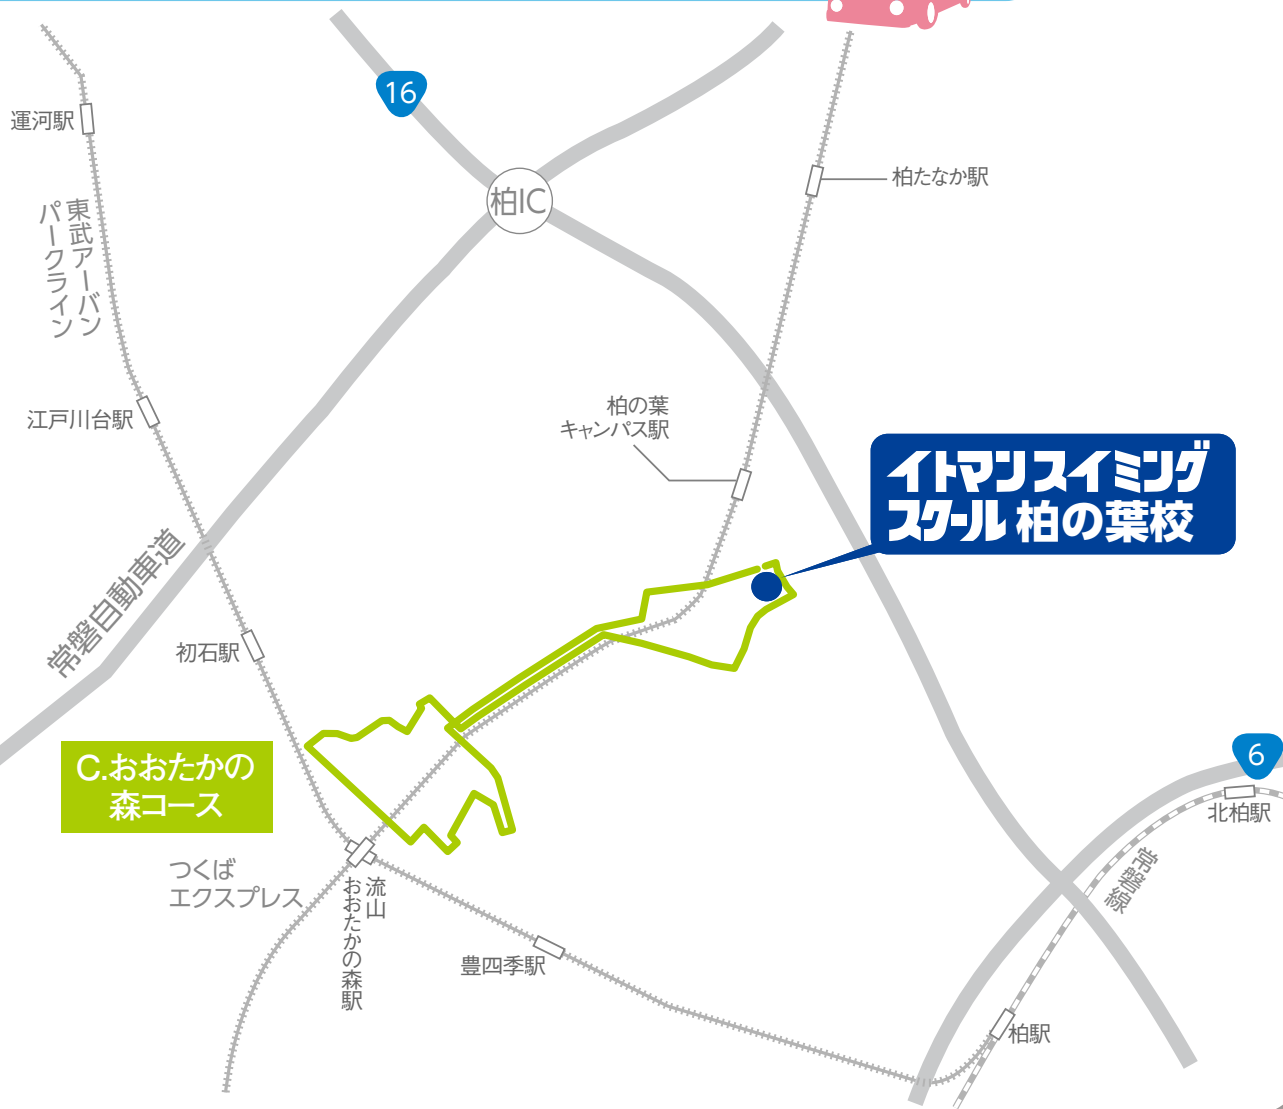 16
運河駅
柏たなか駅
柏IC
東武アーバン
パークライン
江戸川台駅
柏の葉
キャンパス駅
イトマンスイミング
スクール 柏の葉校
常磐自動車道
初石駅
C.おおたかの
森コース
6
北柏駅
常磐線
つくば
エクスプレス
流山
おおたかの森駅
豊四季駅
柏駅